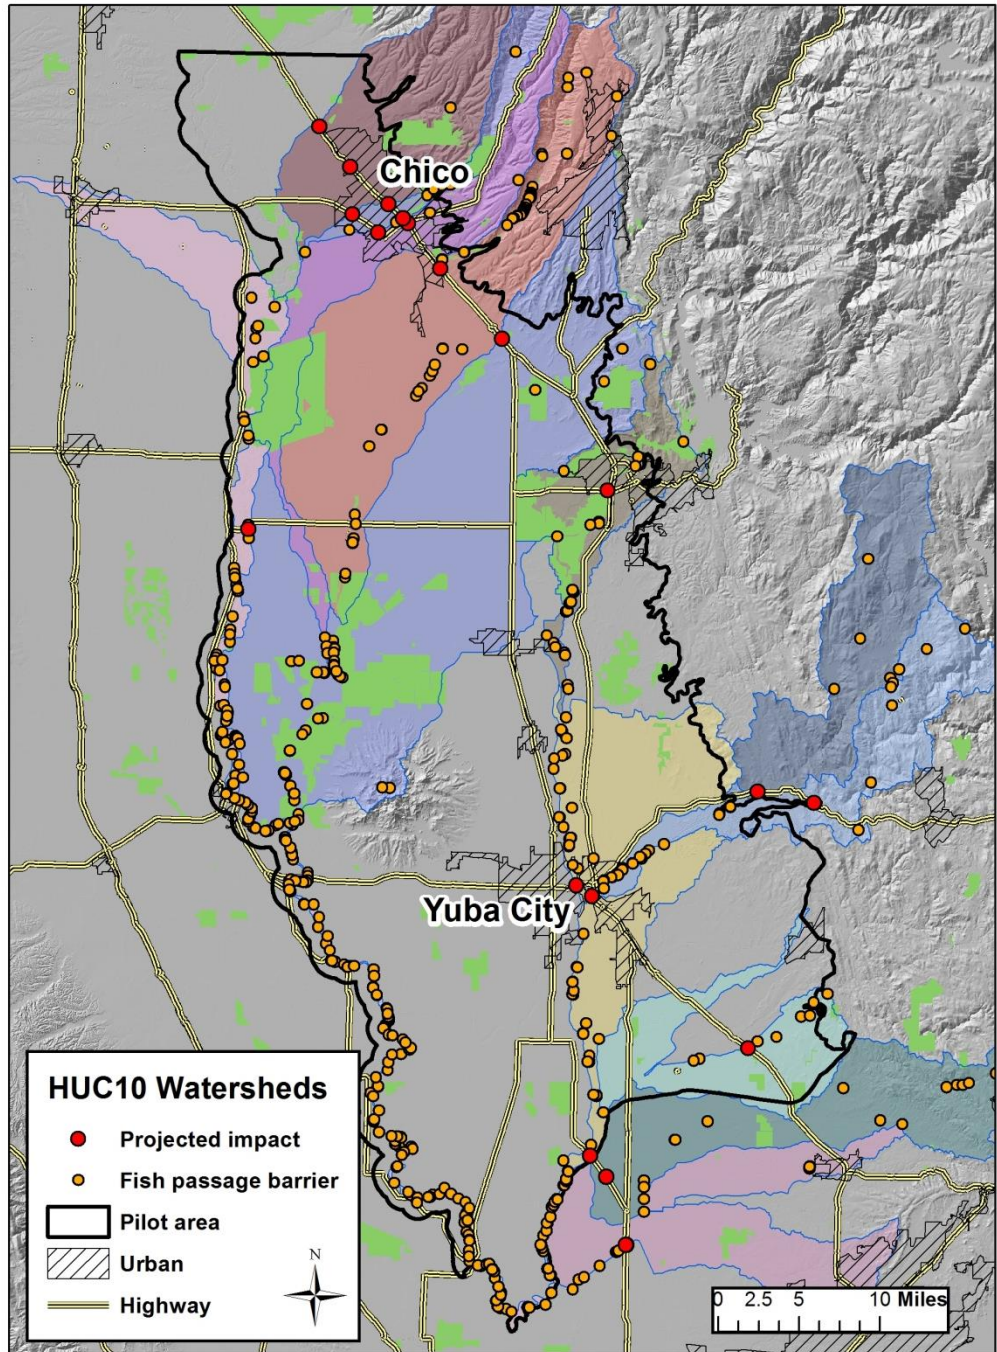 Chico
Yuba City
HUC10 Watersheds
Projected impact
Fish passage barrier
Pilot area
Urban
Highway
N
0 2.5 5 10 Miles